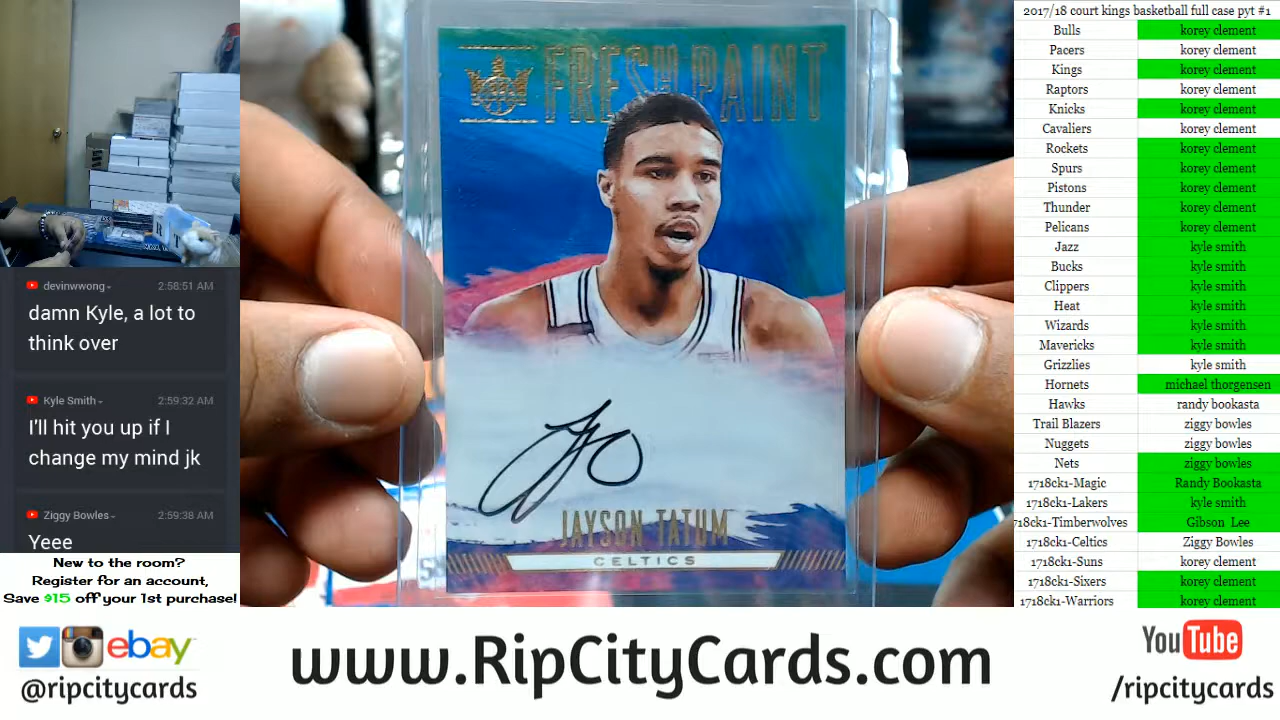 devinwwong
2:58:51 AM
damn Kyle, a lot to
think over
Kyle Smith
2:59:32 AM
I'll hit you up if I
change my mind jk
Ziggy Bowles
2:59:38 AM
Yeee
New to the room?
Register for an account,
Save $15 off your 1st purchase!
FRESH PAINT
JAYSON TATUM
CELTICS
2017/18 court kings basketball full case pyt #1
Bulls korey clement
Pacers korey clement
Kings korey clement
Raptors korey clement
Knicks korey clement
Cavaliers korey clement
Rockets korey clement
Spurs korey clement
Pistons korey clement
Thunder korey clement
Pelicans korey clement
Jazz kyle smith
Bucks kyle smith
Clippers kyle smith
Heat kyle smith
Wizards kyle smith
Mavericks kyle smith
Grizzlies kyle smith
Hornets michael thorgensen
Hawks randy bookasta
Trail Blazers ziggy bowles
Nuggets ziggy bowles
Nets ziggy bowles
1718ck1-Magic Randy Bookasta
1718ck1-Lakers kyle smith
718ck1-Timberwolves Gibson Lee
1718ck1-Celtics Ziggy Bowles
1718ck1-Suns korey clement
1718ck1-Sixers korey clement
1718ck1-Warriors korey clement
ebay
@ripcitycards
www.RipCityCards.com
YouTube
/ripcitycards